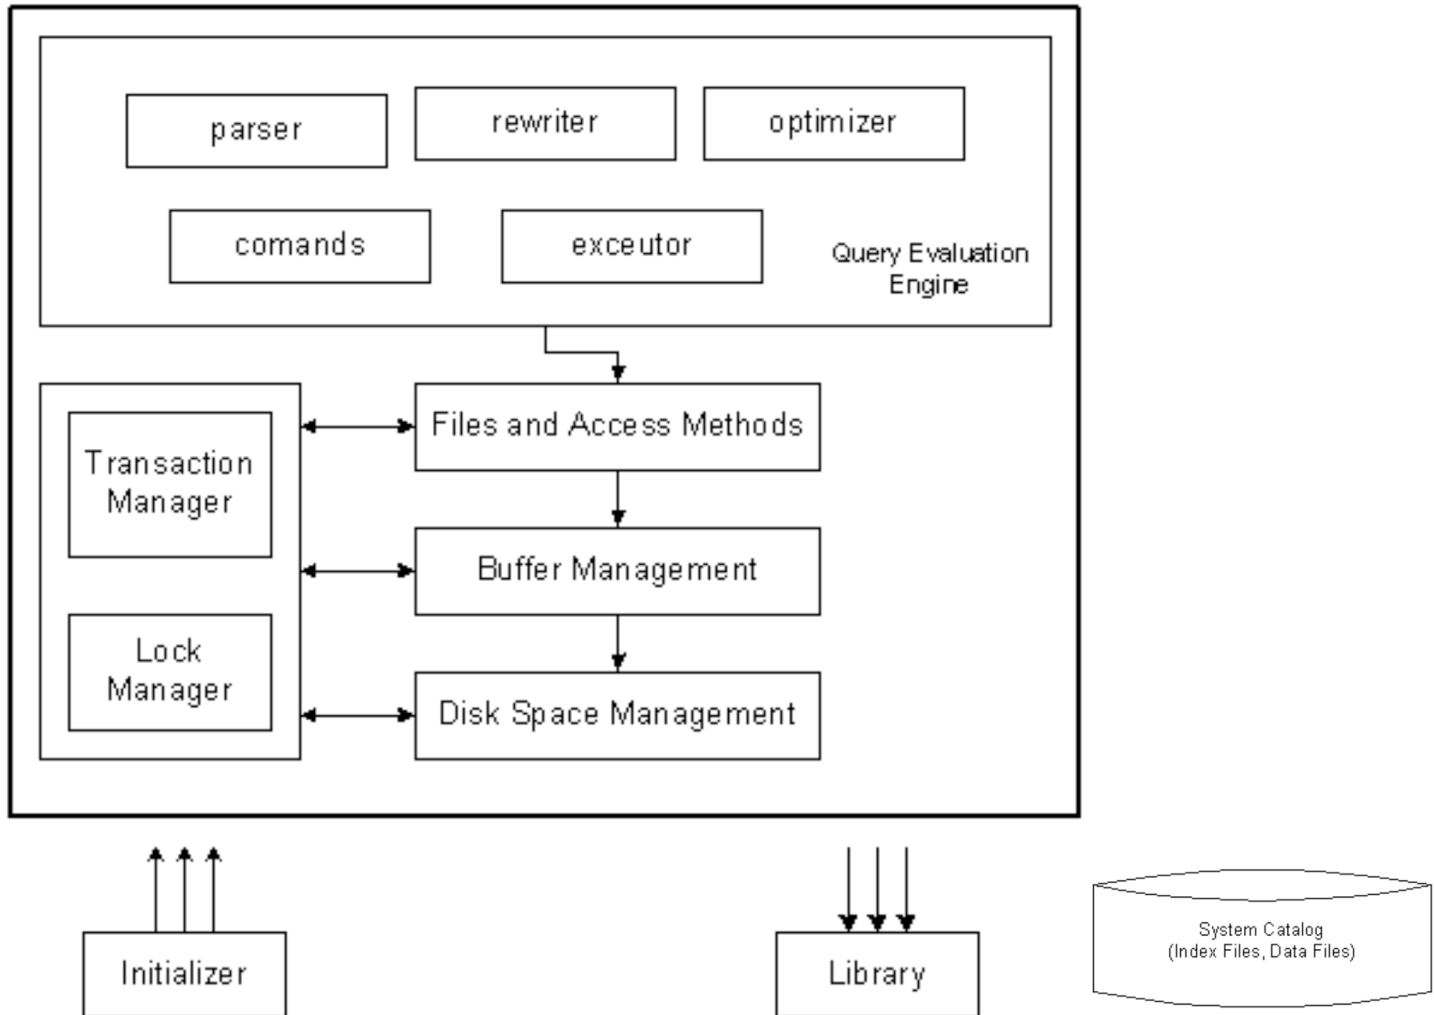 parser
rewriter
optimizer
comands
exceutor
Query Evaluation
Engine
Files and Access Methods
Transaction
Manager
Buffer Management
Lock
Manager
Disk Space Management
Initializer
Library
System Catalog
(Index Files, Data Files)